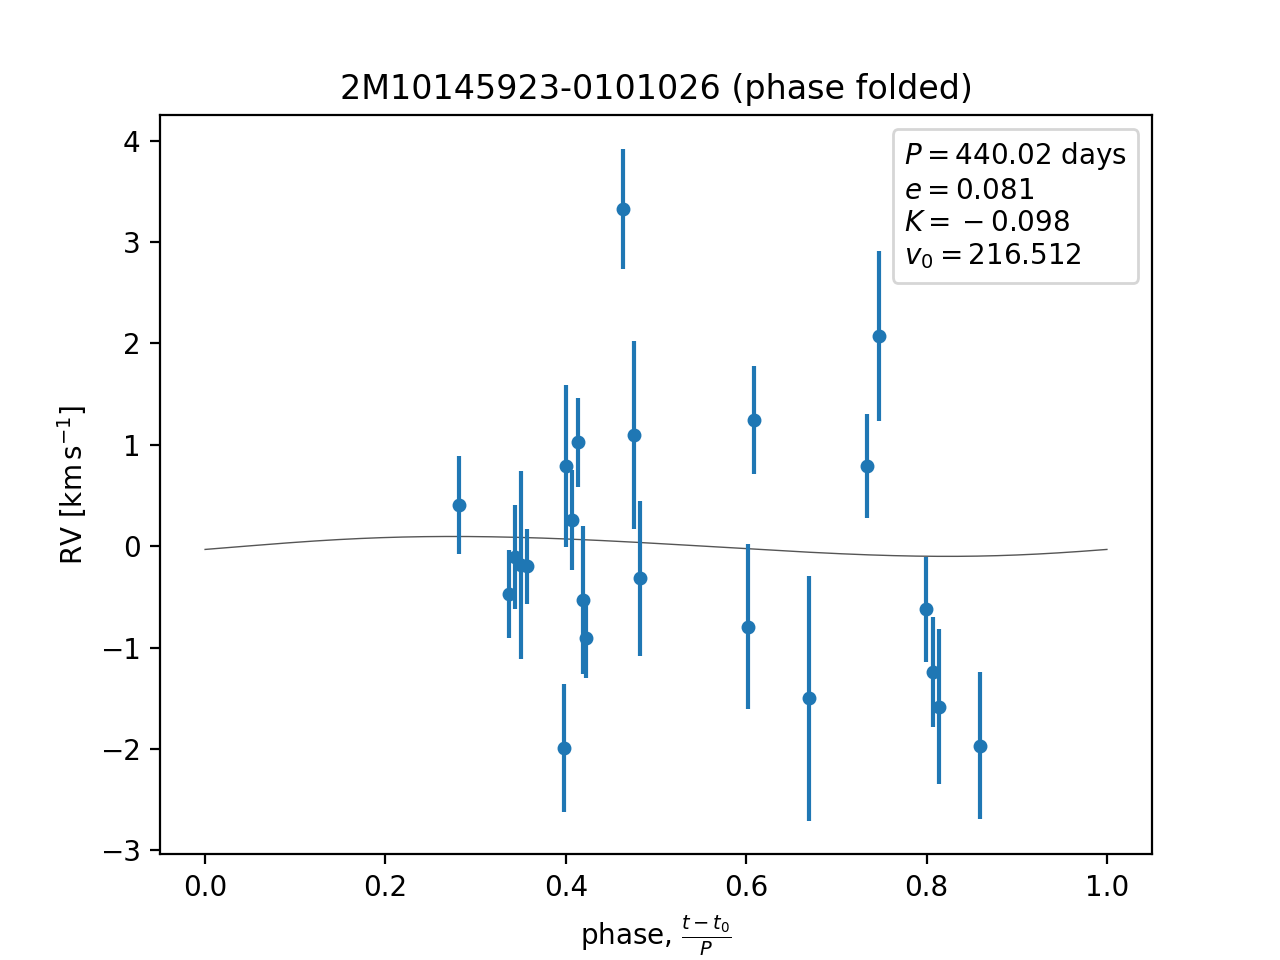 2M10145923-0101026 (phase folded)
P = 440.02 days
e = 0.081
K = −0.098
v₀ = 216.512
4
3
2
1
0
−1
−2
−3
RV [km s⁻¹]
0.0 0.2 0.4 0.6 0.8 1.0
phase, (t − t₀)/P